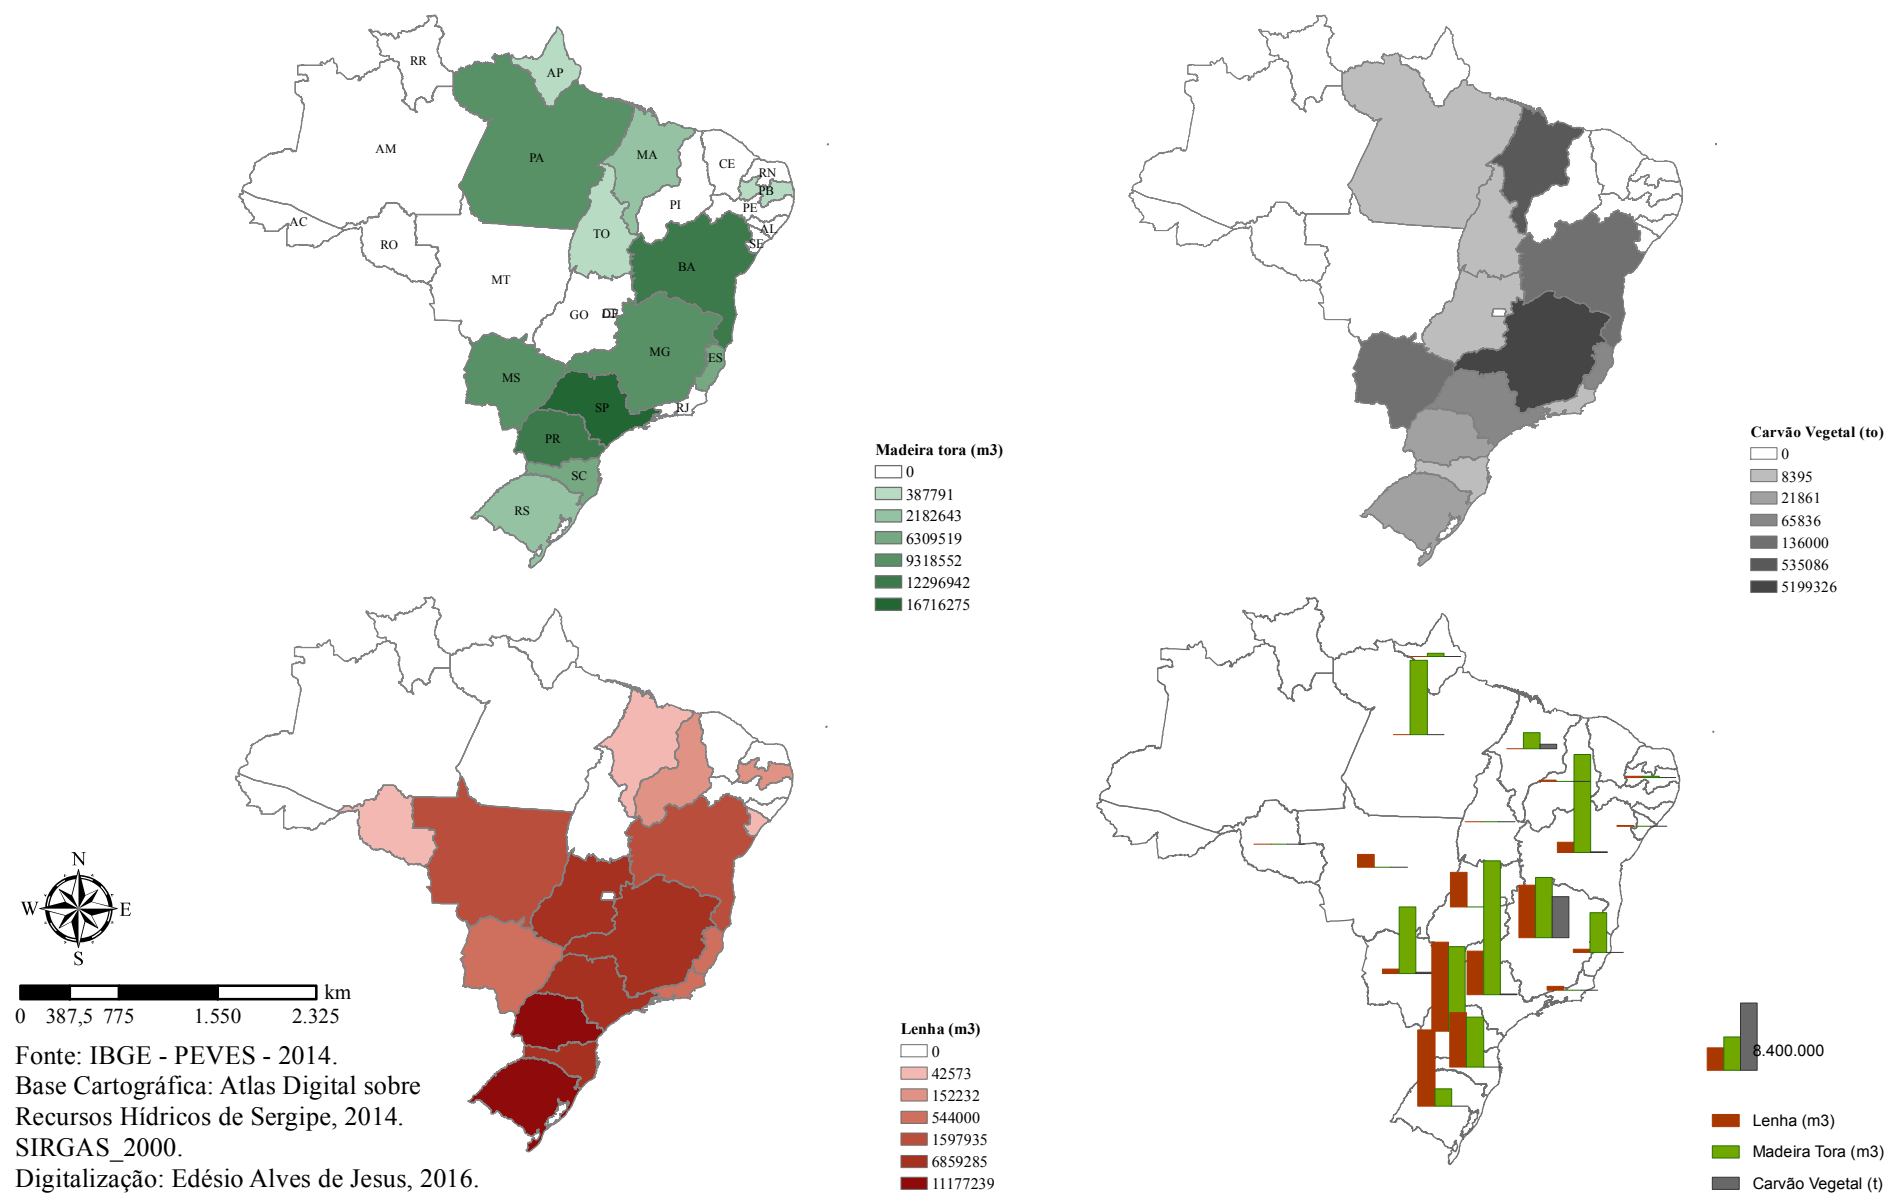 RR
AP
AM
PA
MA
CE
RN
PB
PE
PI
AL
SE
AC
RO
TO
BA
MT
GO
DF
MG
ES
MS
SP
RJ
PR
SC
RS
Madeira tora (m3)
0
387791
2182643
6309519
9318552
12296942
16716275
Carvão Vegetal (to)
0
8395
21861
65836
136000
535086
5199326
N
W
E
S
km
0 387,5 775 1.550 2.325
Fonte: IBGE - PEVES - 2014.
Base Cartográfica: Atlas Digital sobre
Recursos Hídricos de Sergipe, 2014.
SIRGAS_2000.
Digitalização: Edésio Alves de Jesus, 2016.
Lenha (m3)
0
42573
152232
544000
1597935
6859285
11177239
8.400.000
Lenha (m3)
Madeira Tora (m3)
Carvão Vegetal (t)